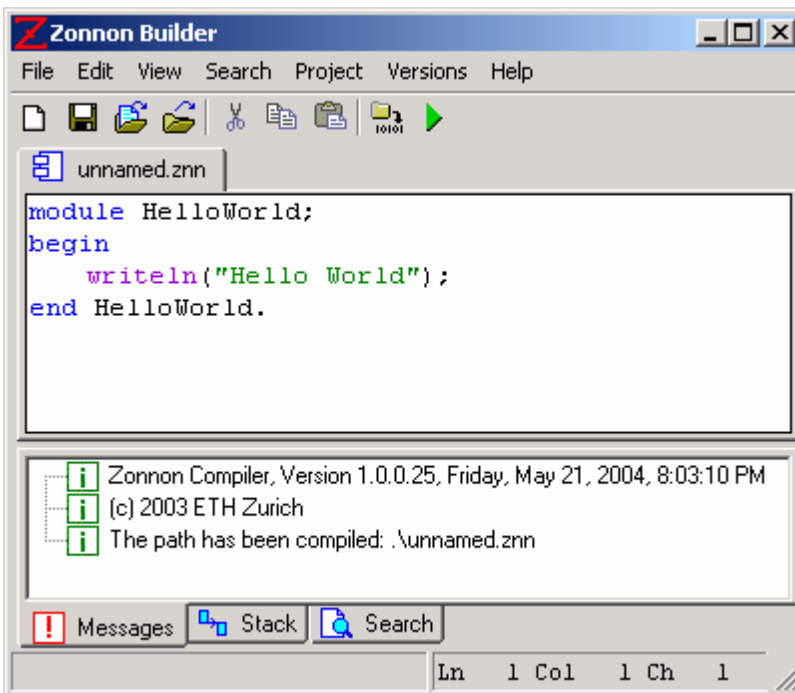 Zonnon Builder
File Edit View Search Project Versions Help
unnamed.znn
module HelloWorld;
begin
writeln("Hello World");
end HelloWorld.
Zonnon Compiler, Version 1.0.0.25, Friday, May 21, 2004, 8:03:10 PM
(c) 2003 ETH Zurich
The path has been compiled: .\unnamed.znn
Messages Stack Search
Ln 1 Col 1 Ch 1